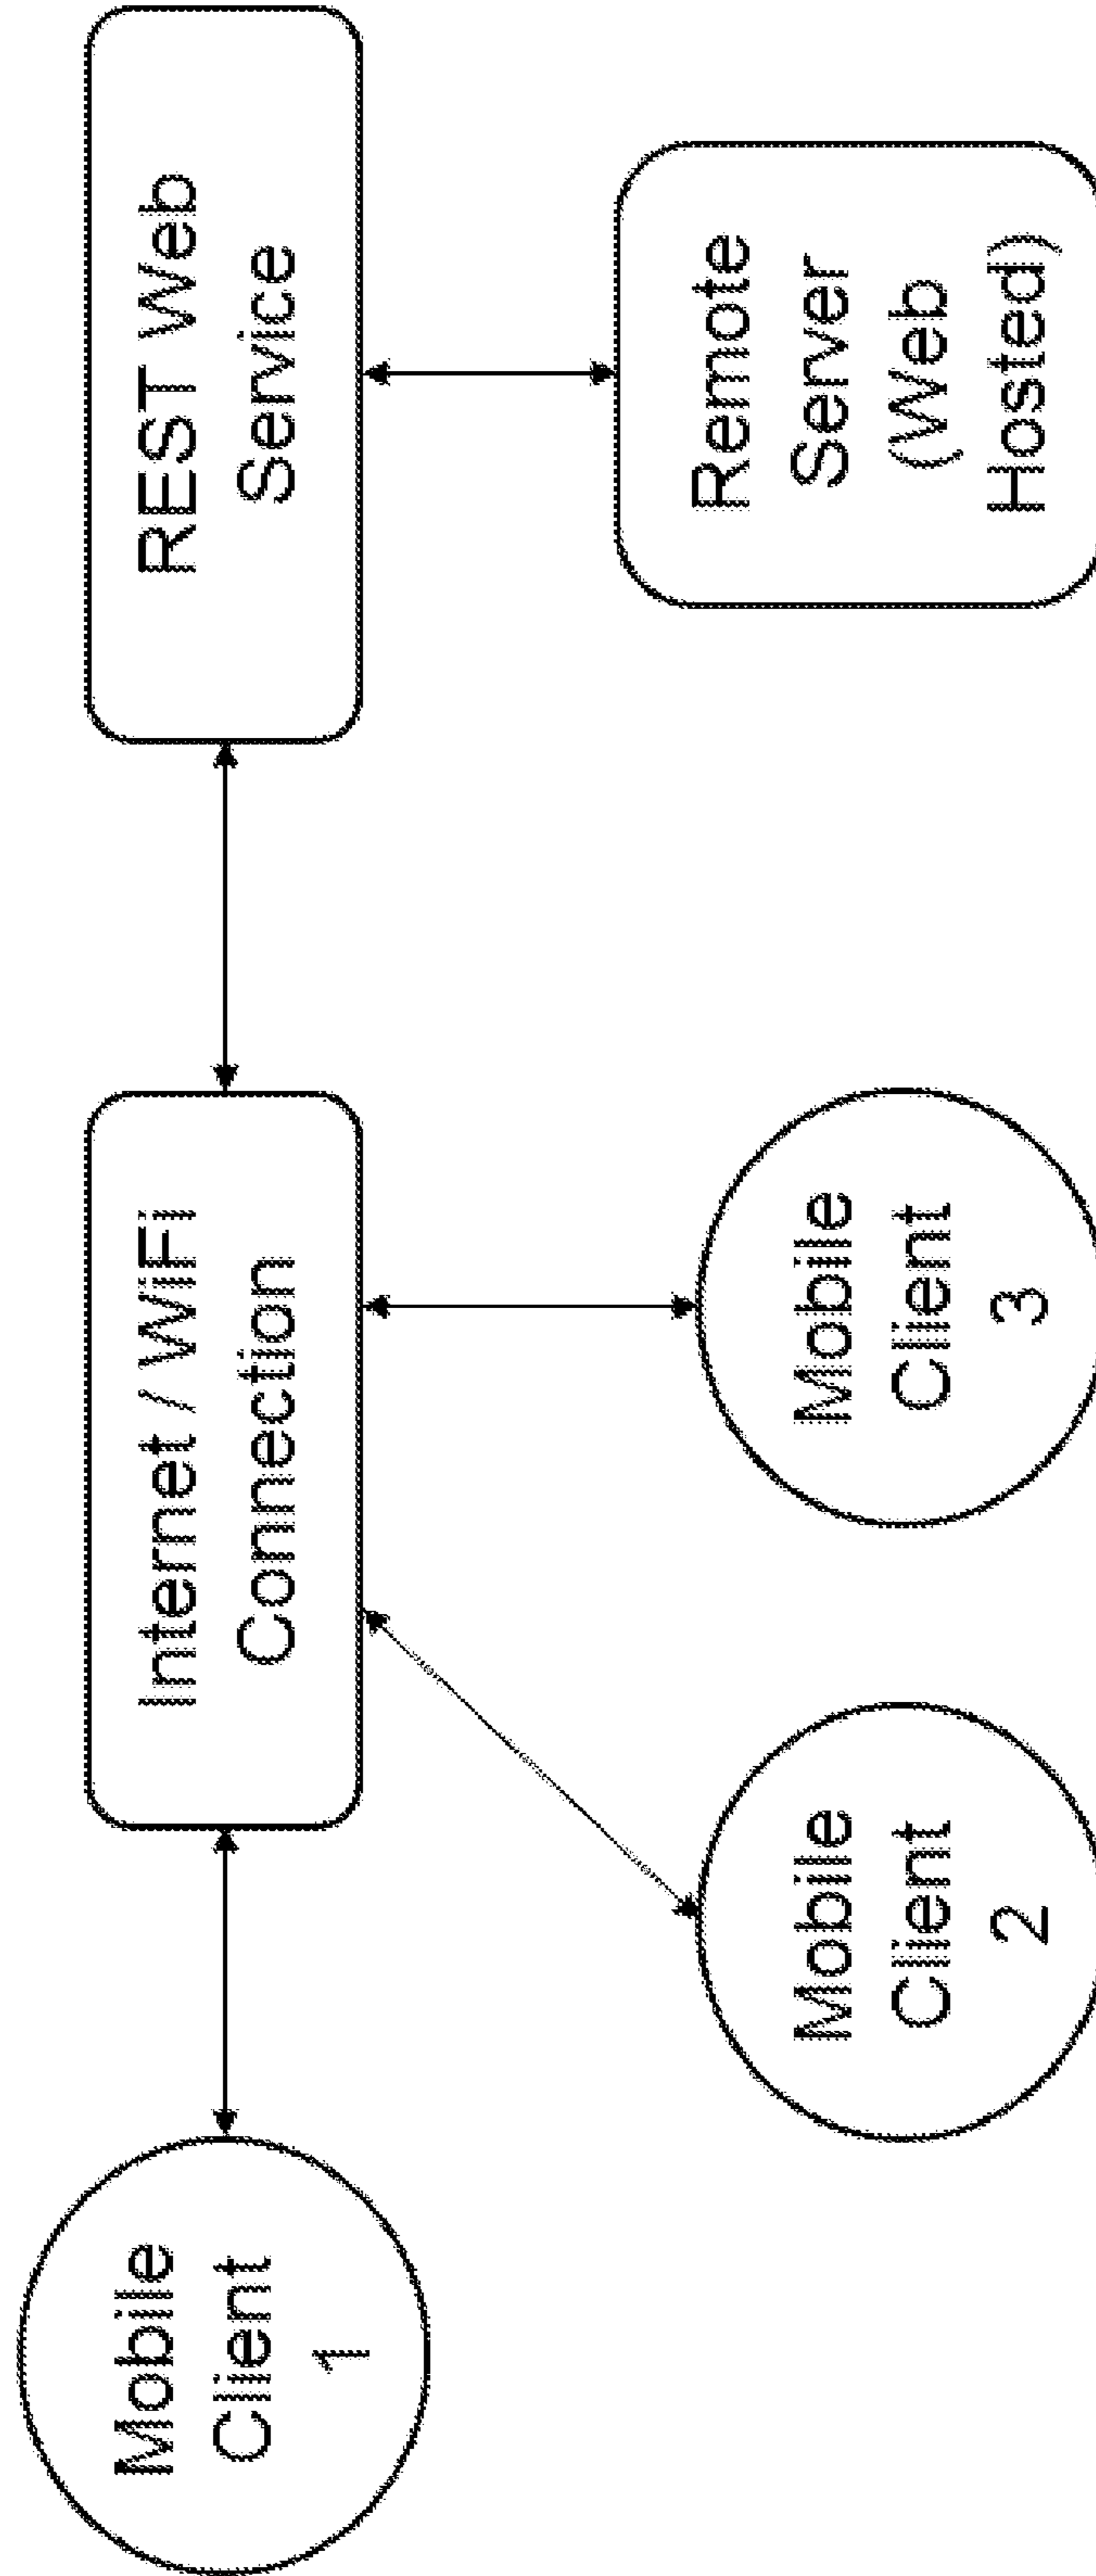 Mobile
Client
1
Internet / WiFi
Connection
REST Web
Service
Mobile
Client
2
Mobile
Client
3
Remote
Server
(Web
Hosted)